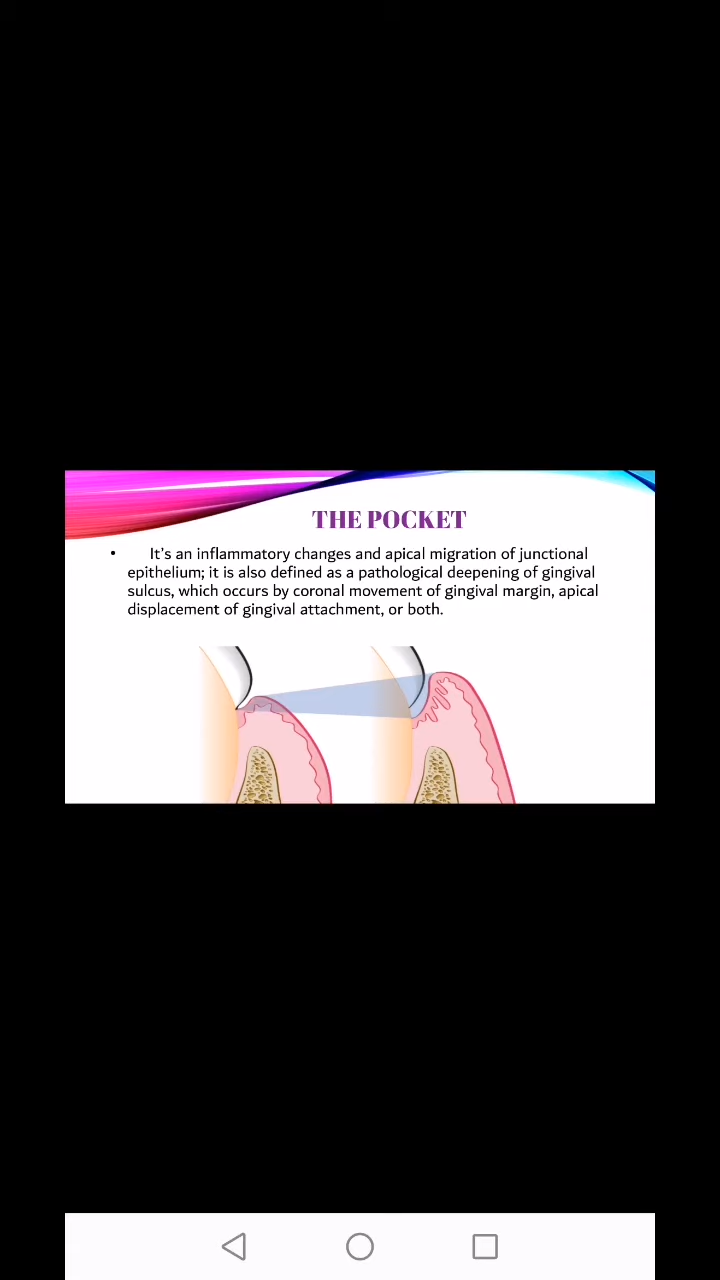 THE POCKET
• It's an inflammatory changes and apical migration of junctional
epithelium; it is also defined as a pathological deepening of gingival
sulcus, which occurs by coronal movement of gingival margin, apical
displacement of gingival attachment, or both.